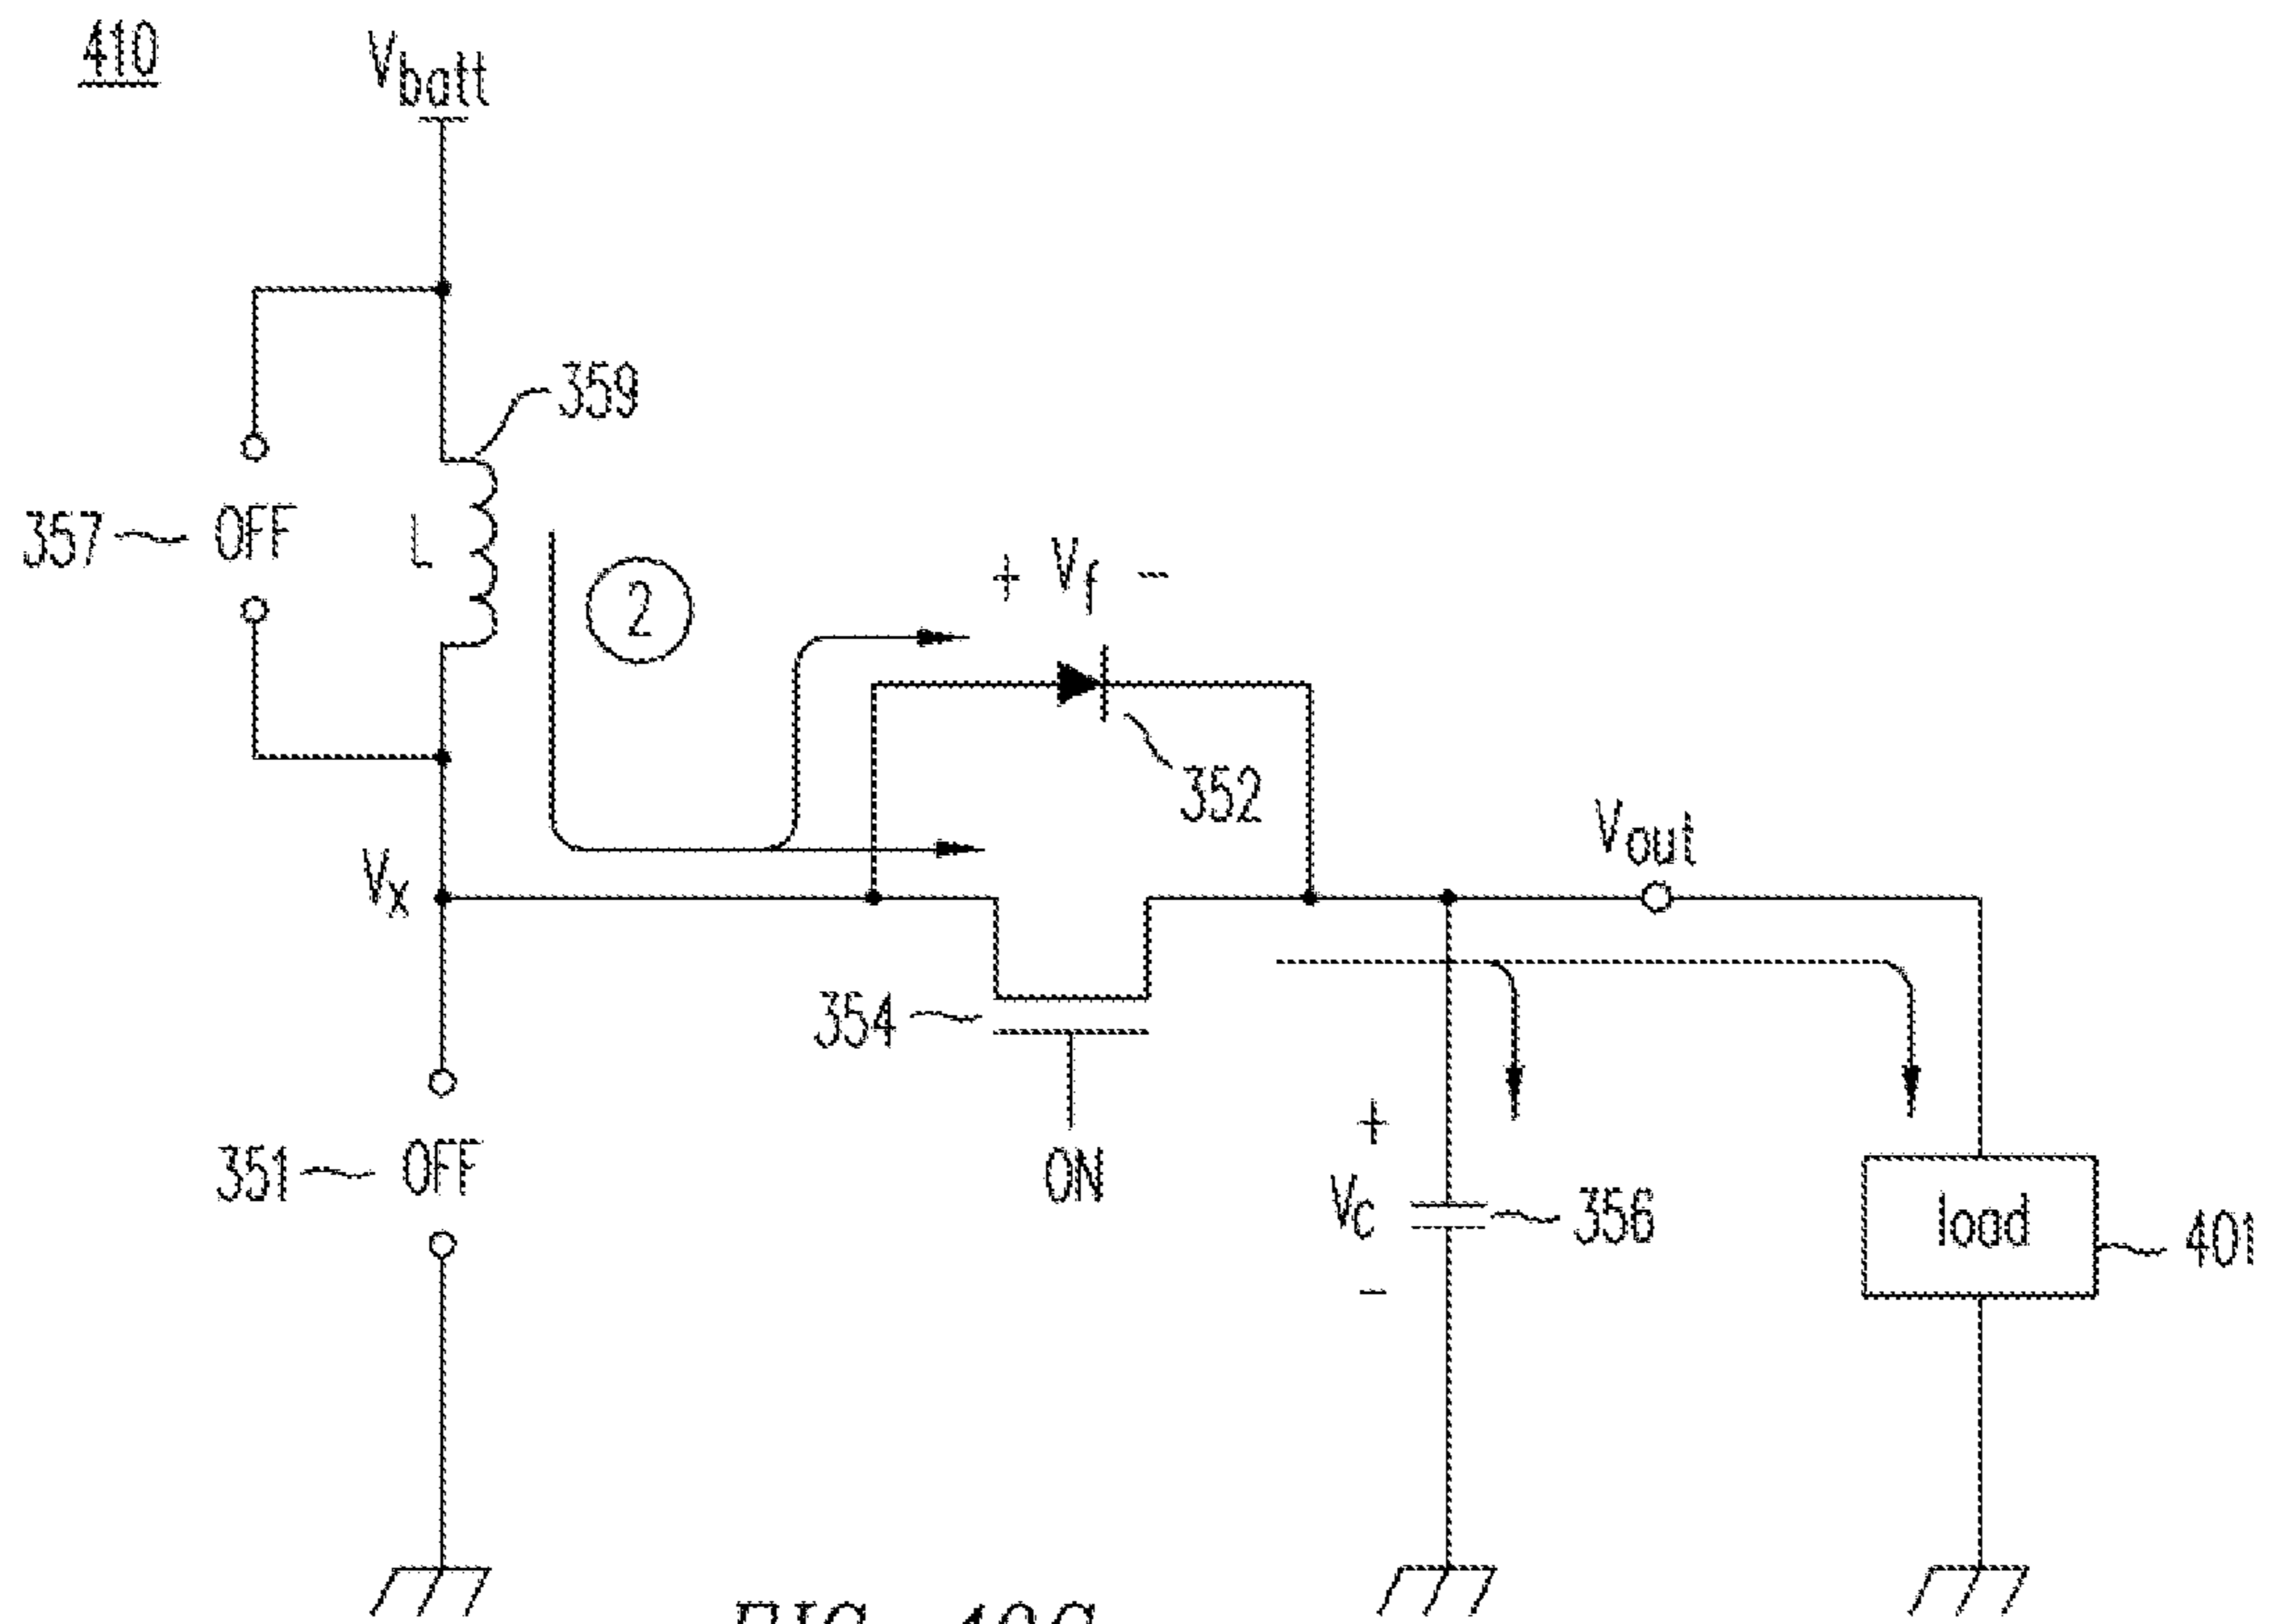 410
Vbatt
359
357
OFF
L
2
+ Vf −
352
Vx
Vout
354
ON
351
OFF
+
Vc
−
356
load
401